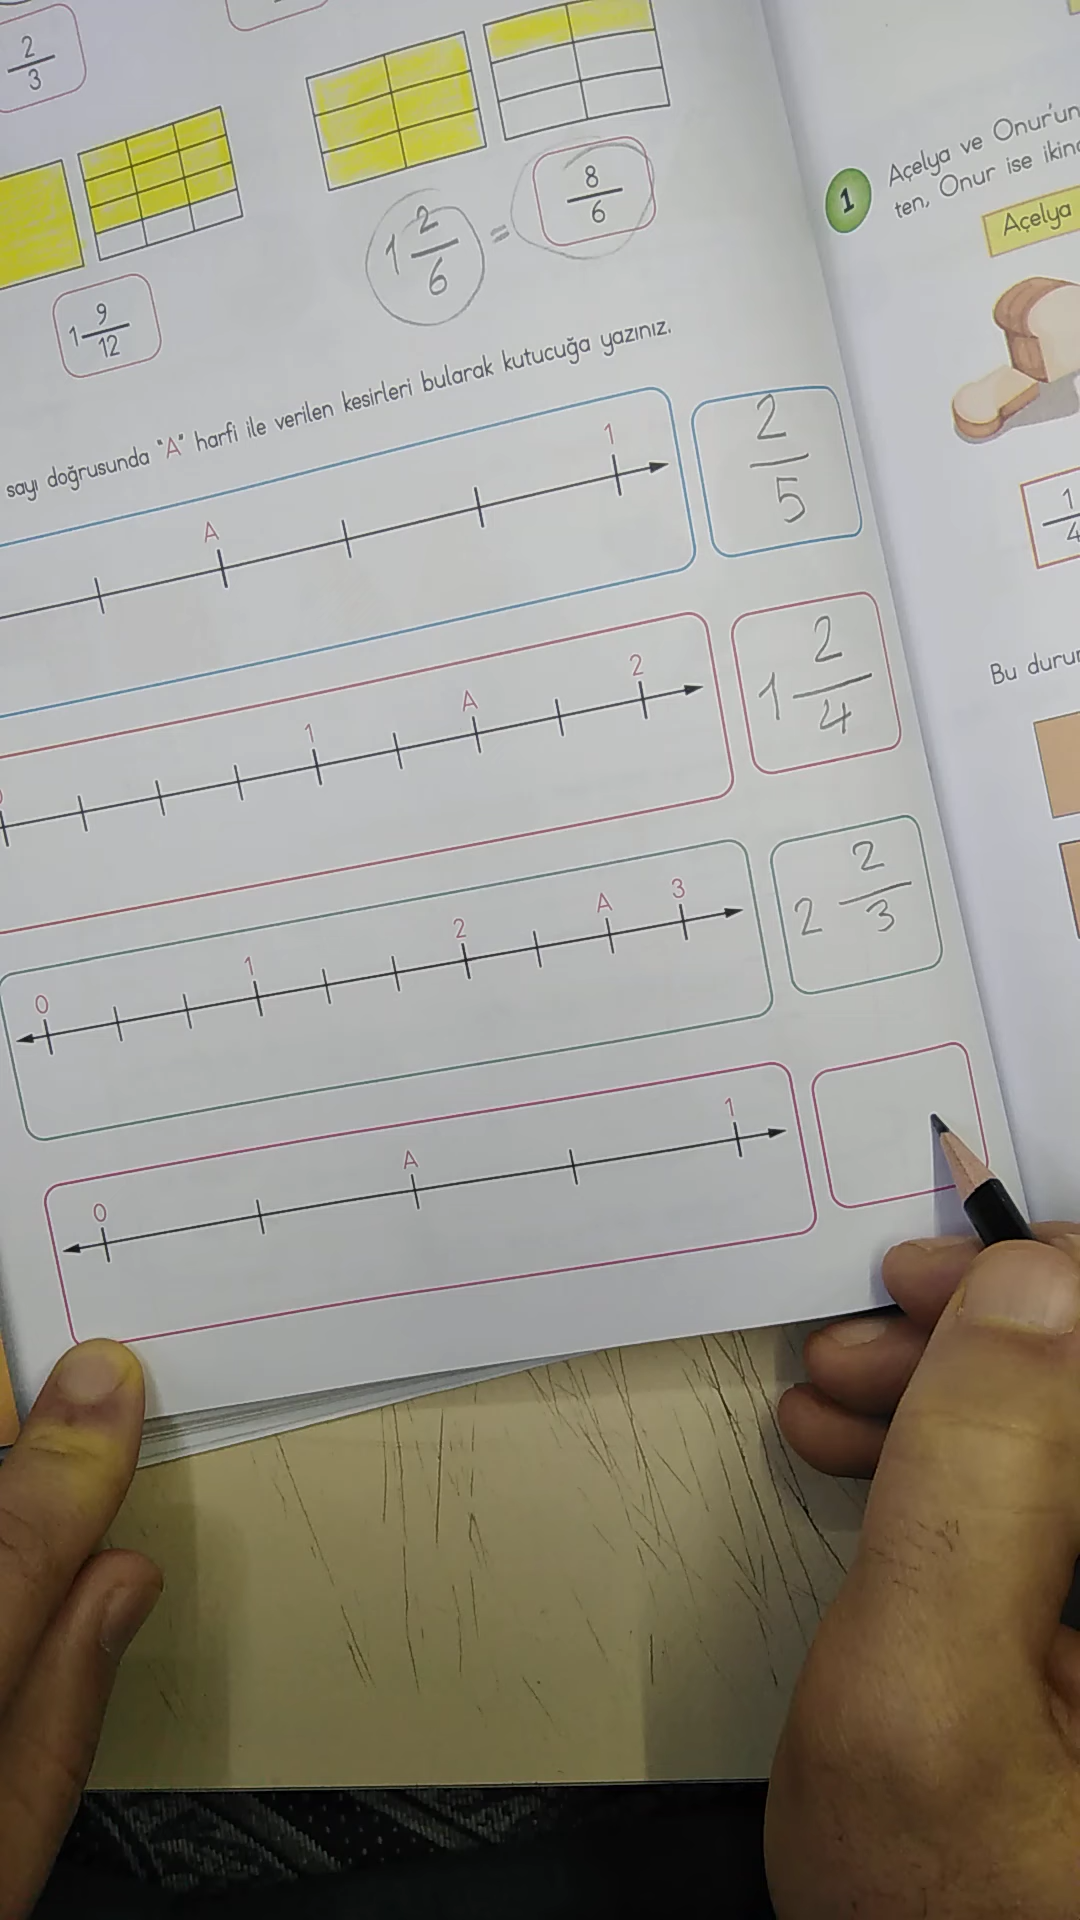 2/3
1 9/12
1 2/6 = 8/6
sayı doğrusunda "A" harfi ile verilen kesirleri bularak kutucuğa yazınız.
A 1
2/5
1 A 2
1 2/4
0 1 2 A 3
2 2/3
0 A 1
1
Açelya ve Onur'un
ten, Onur ise
Açelya
1/4
Bu